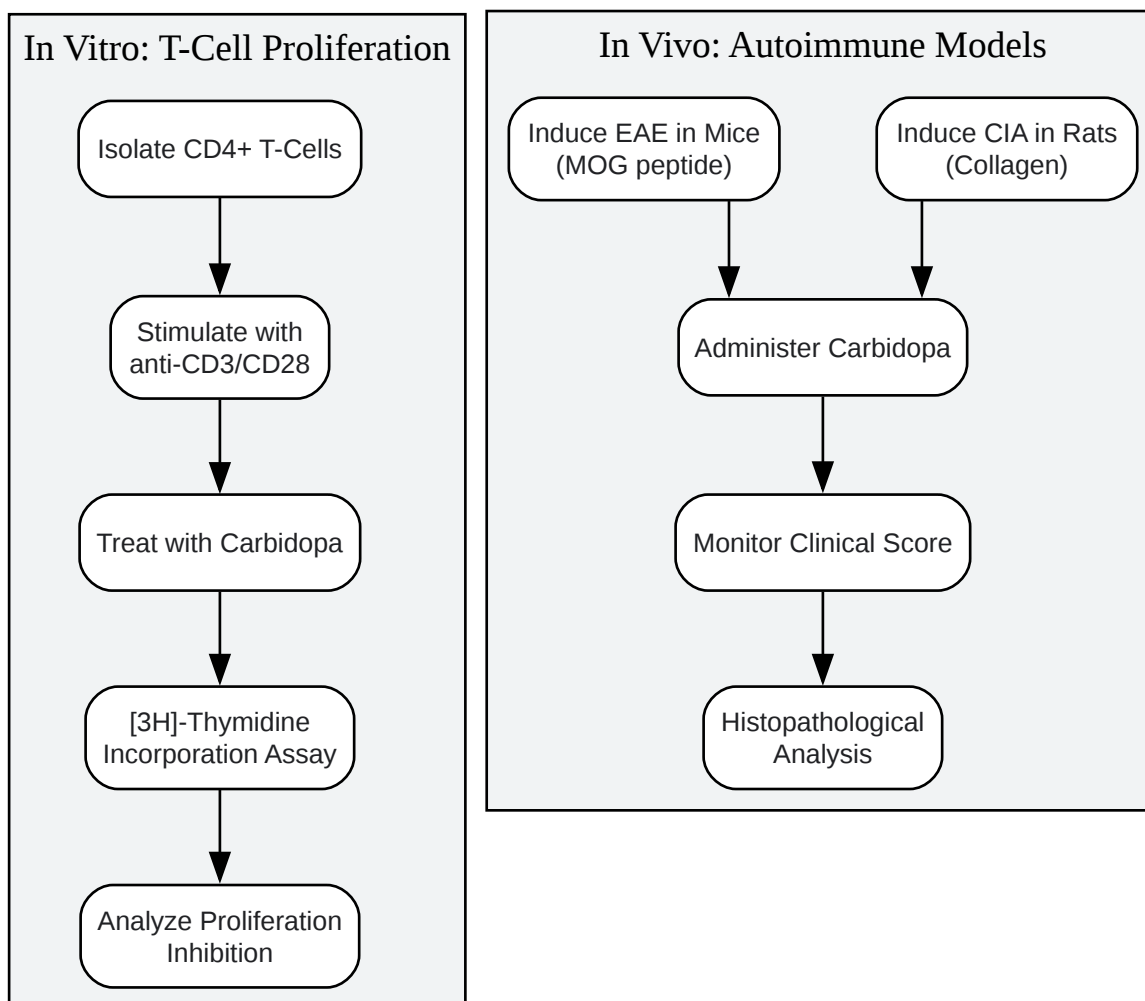 In Vitro: T-Cell Proliferation
Isolate CD4+ T-Cells
Stimulate with
anti-CD3/CD28
Treat with Carbidopa
[3H]-Thymidine
Incorporation Assay
Analyze Proliferation
Inhibition
In Vivo: Autoimmune Models
Induce EAE in Mice
(MOG peptide)
Induce CIA in Rats
(Collagen)
Administer Carbidopa
Monitor Clinical Score
Histopathological
Analysis